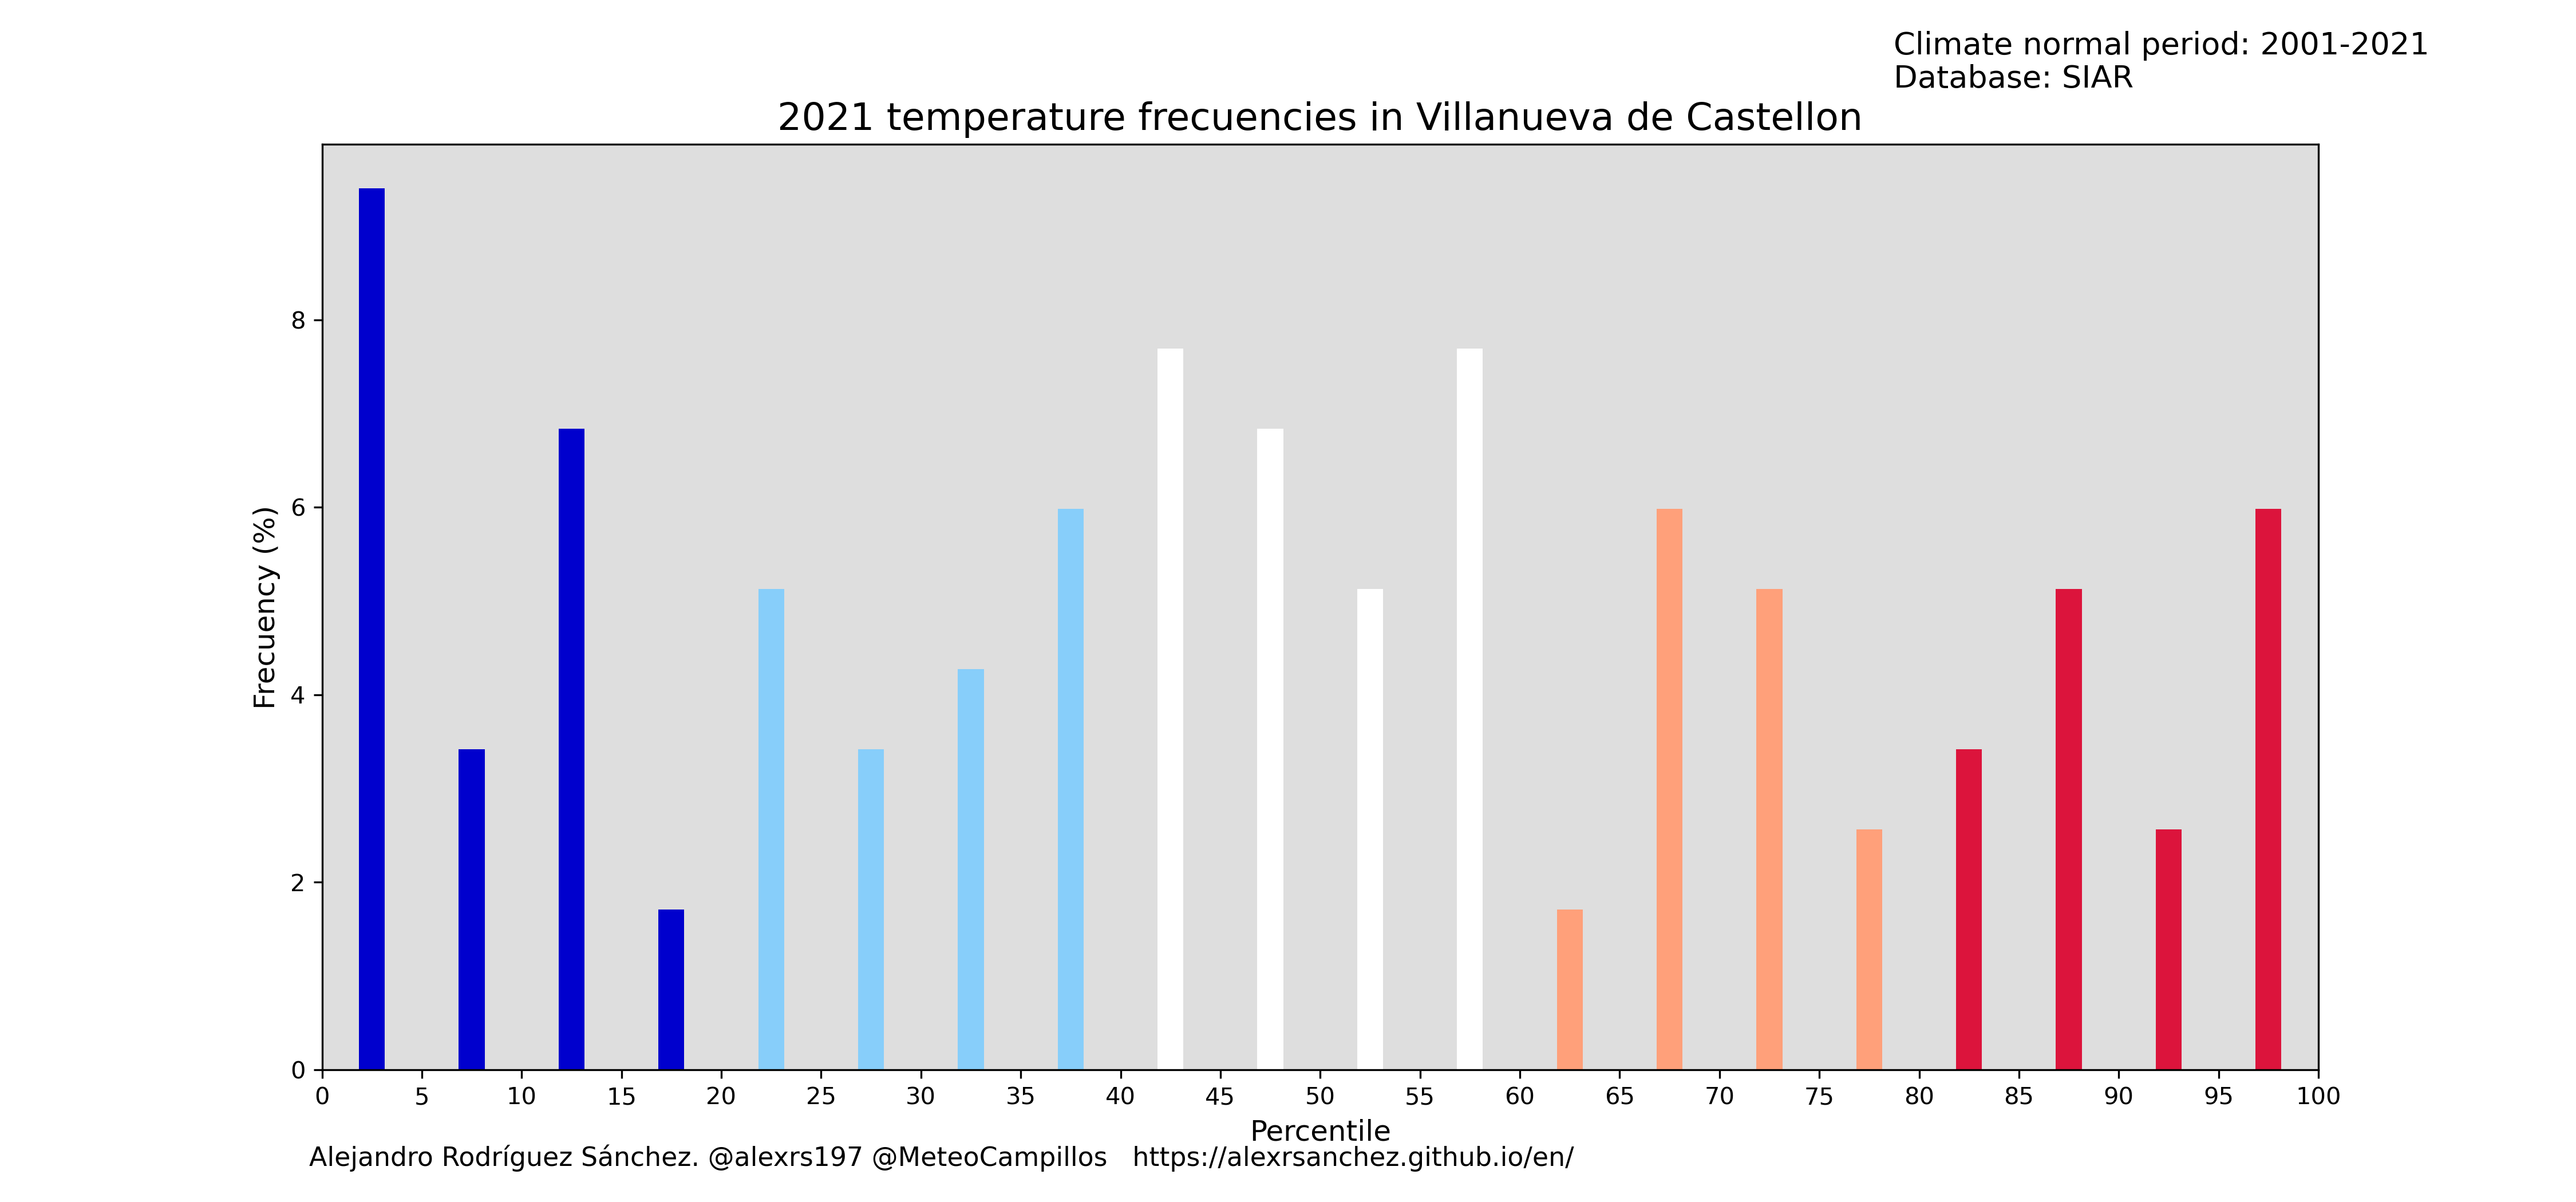 Climate normal period: 2001-2021
Database: SIAR
2021 temperature frecuencies in Villanueva de Castellon
Frecuency (%)
8
6
4
2
0
0 5 10 15 20 25 30 35 40 45 50 55 60 65 70 75 80 85 90 95 100
Percentile
Alejandro Rodríguez Sánchez. @alexrs197 @MeteoCampillos https://alexrsanchez.github.io/en/